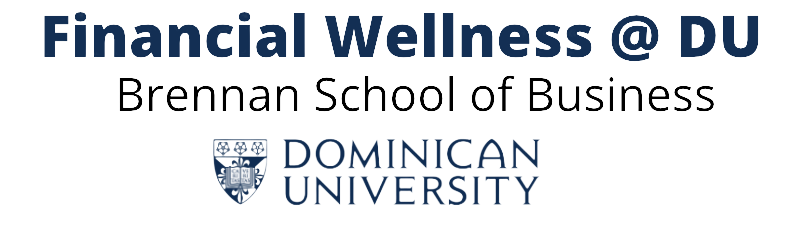 Financial Wellness @ DU
Brennan School of Business
DOMINICAN
UNIVERSITY